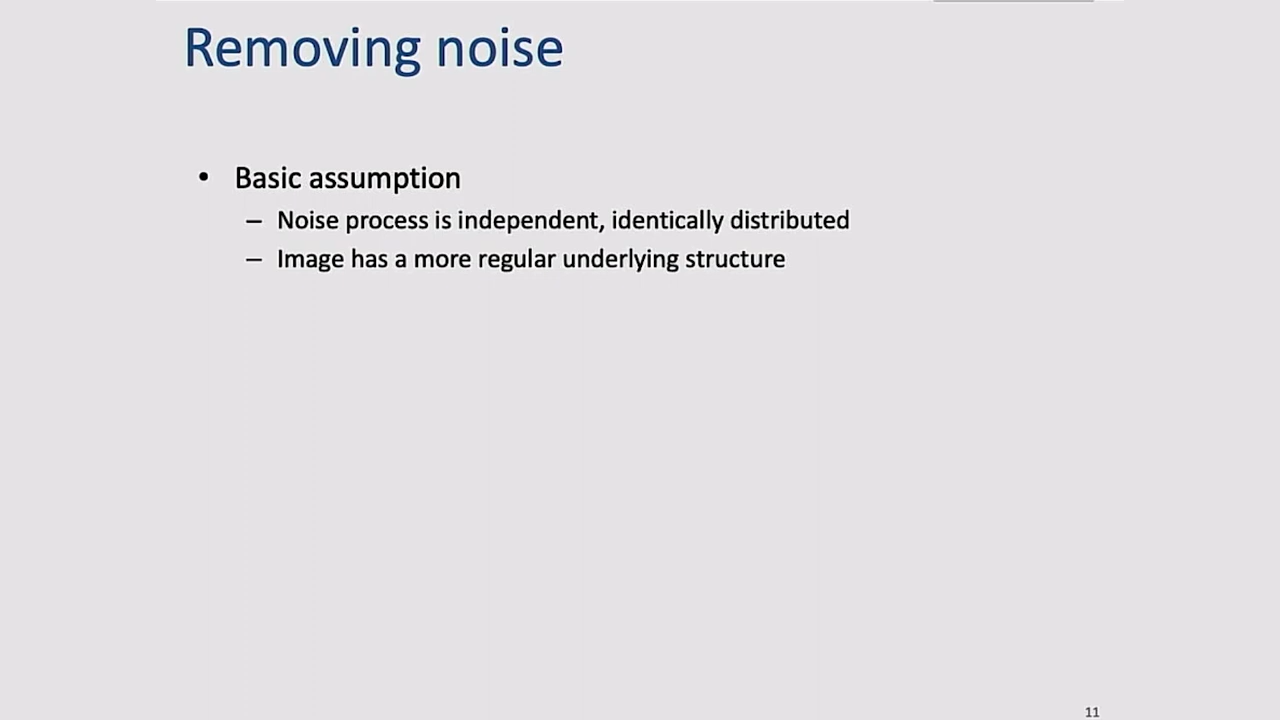 Removing noise
• Basic assumption
– Noise process is independent, identically distributed
– Image has a more regular underlying structure
11